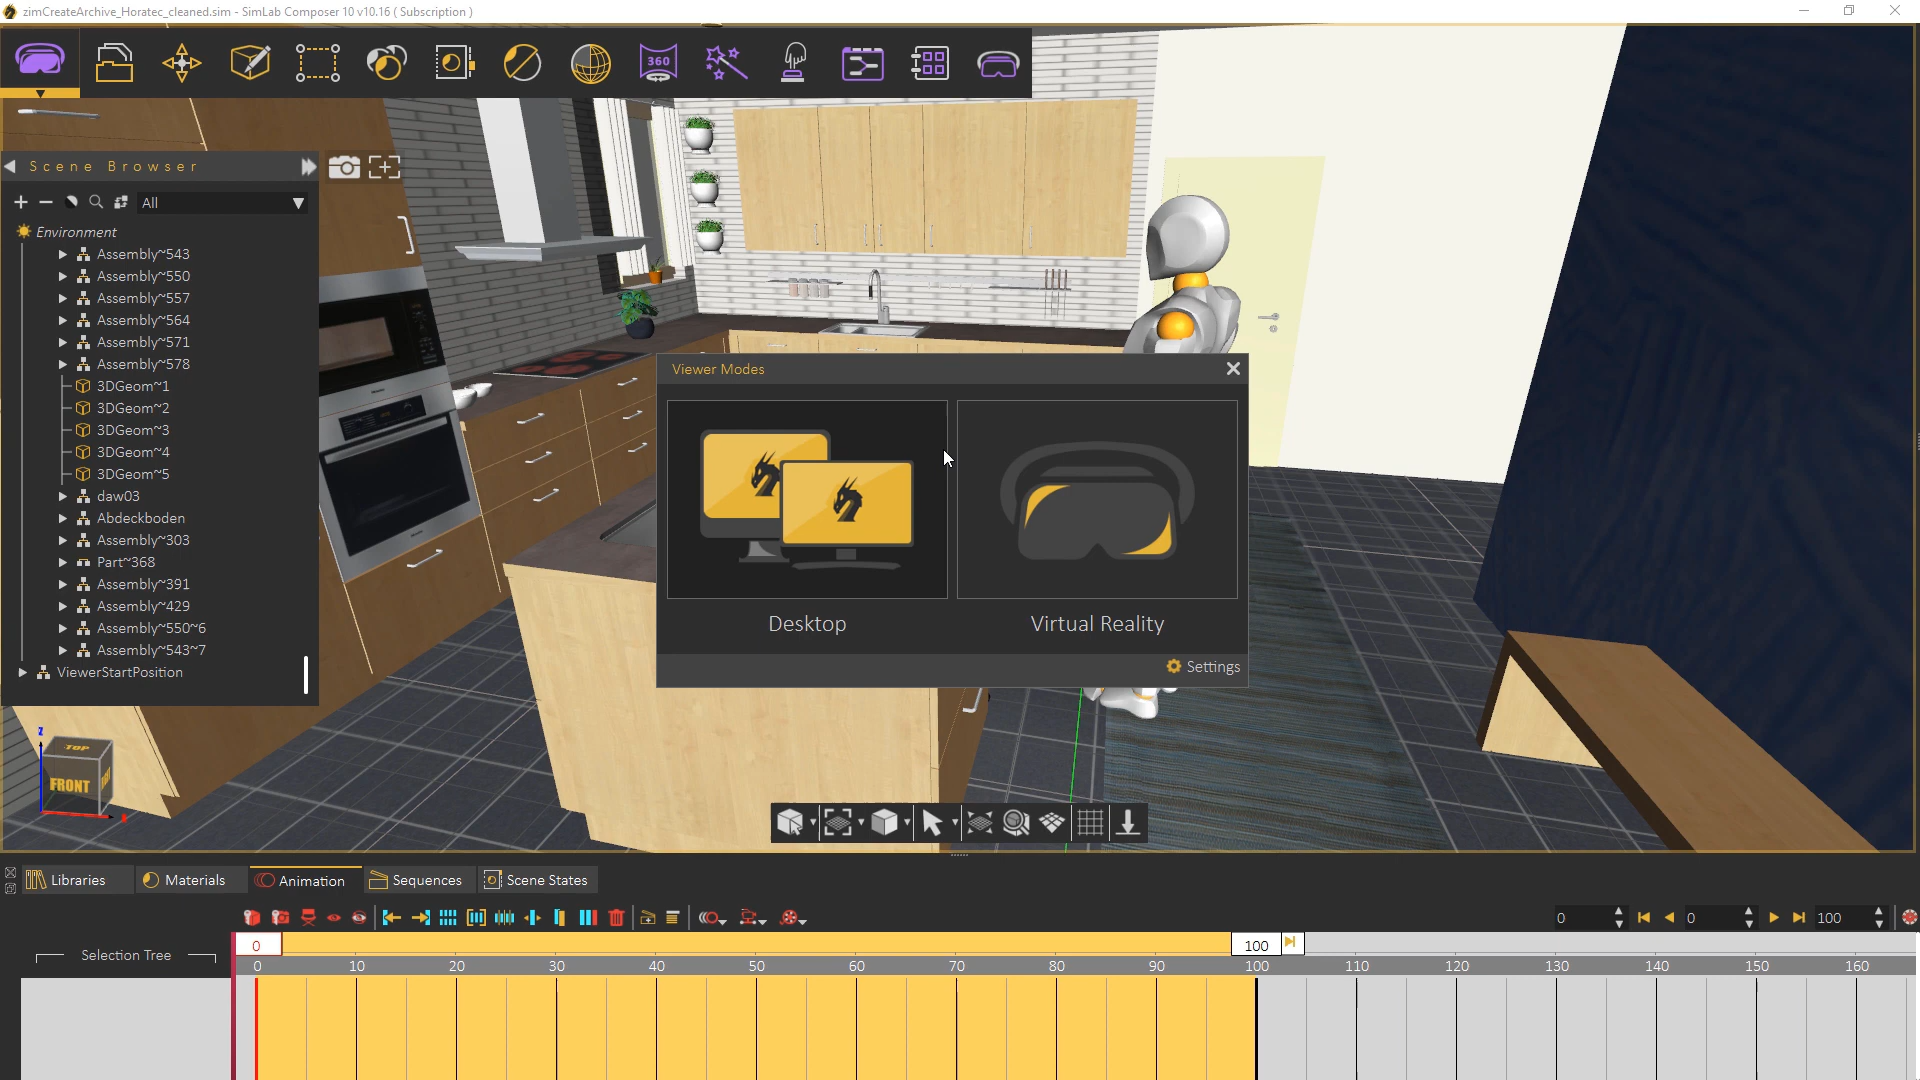 zimCreateArchive_Horatec_cleaned.sim - SimLab Composer 10 v10.16 ( Subscription )
360
Scene Browser
All
Environment
Assembly~543
Assembly~550
Assembly~557
Assembly~564
Assembly~571
Assembly~578
3DGeom~1
3DGeom~2
3DGeom~3
3DGeom~4
3DGeom~5
daw03
Abdeckboden
Assembly~303
Part~368
Assembly~391
Assembly~429
Assembly~550~6
Assembly~543~7
ViewerStartPosition
Viewer Modes
Desktop
Virtual Reality
Settings
Z
TOP
FRONT
X
Libraries
Materials
Animation
Sequences
Scene States
0
0
100
Selection Tree
0
100
0 10 20 30 40 50 60 70 80 90 100 110 120 130 140 150 160